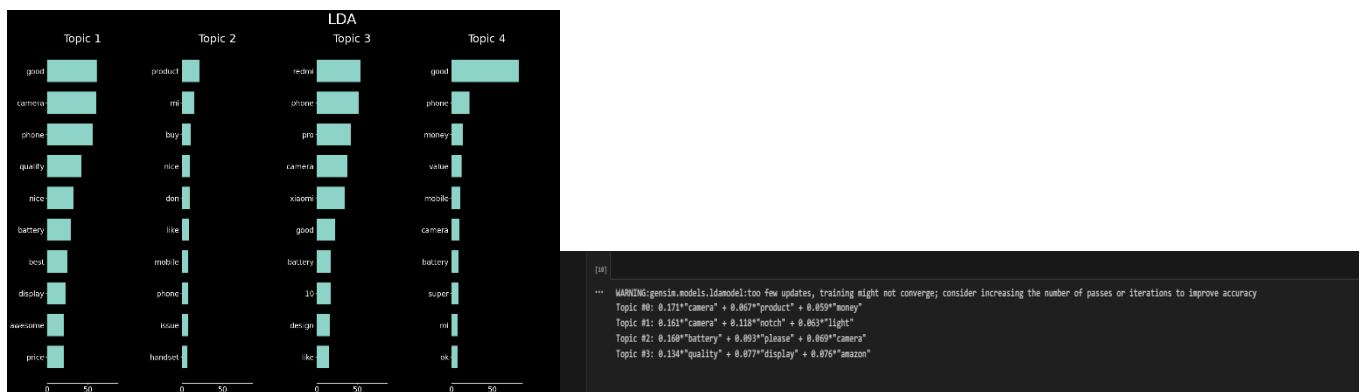 LDA
Topic 1
good
camera
phone
quality
nice
battery
best
display
awesome
price
0 50
Topic 2
product
mi
buy
nice
don
like
mobile
phone
issue
handset
0 50
Topic 3
redmi
phone
pro
camera
xiaomi
good
battery
10
design
like
0 50
Topic 4
good
phone
money
value
mobile
camera
battery
super
mi
ok
0 50
[10]
... WARNING:gensim.models.ldamodel:too few updates, training might not converge; consider increasing the number of passes or iterations to improve accuracy
Topic #0: 0.171*"camera" + 0.067*"product" + 0.059*"money"
Topic #1: 0.161*"camera" + 0.118*"notch" + 0.063*"light"
Topic #2: 0.160*"battery" + 0.093*"please" + 0.069*"camera"
Topic #3: 0.134*"quality" + 0.077*"display" + 0.076*"amazon"